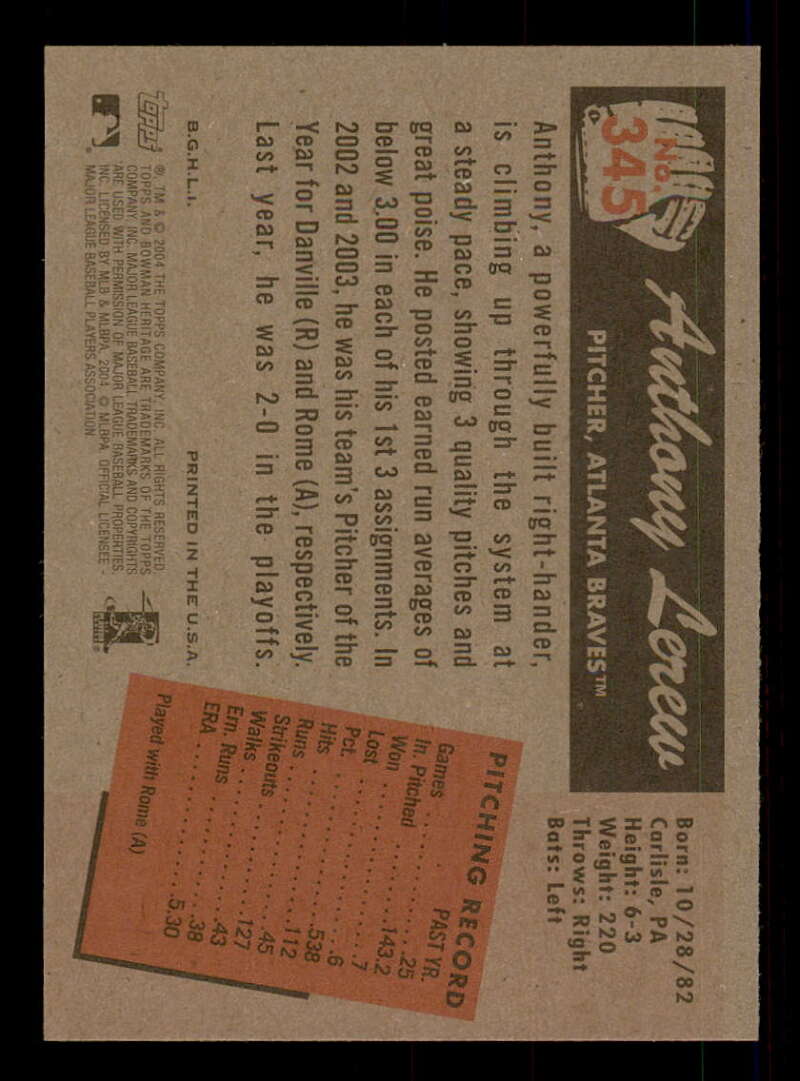 No.
345
Anthony Lerew
PITCHER, ATLANTA BRAVES™
Born: 10/28/82
Carlisle, PA
Height: 6-3
Weight: 220
Throws: Right
Bats: Left
Anthony, a powerfully built right-hander,
is climbing up through the system at
a steady pace, showing 3 quality pitches and
great poise. He posted earned run averages of
below 3.00 in each of his 1st 3 assignments. In
2002 and 2003, he was his team's Pitcher of the
Year for Danville (R) and Rome (A), respectively.
Last year, he was 2-0 in the playoffs.
PITCHING RECORD
PAST YR.
Games . . . . . 25
In. Pitched . . . . . 143.2
Won . . . . . 7
Lost . . . . . 6
Pct. . . . . . .538
Hits . . . . . 112
Runs . . . . . 45
Strikeouts . . . . . 127
Walks . . . . . 43
Ern. Runs . . . . . 38
ERA . . . . . 5.30
Played with Rome (A)
B.G.H.L.I.
PRINTED IN THE U.S.A.
Topps
®, TM & © 2004 THE TOPPS COMPANY, INC. ALL RIGHTS RESERVED.
TOPPS AND BOWMAN HERITAGE ARE TRADEMARKS OF THE TOPPS
COMPANY, INC. MAJOR LEAGUE BASEBALL TRADEMARKS AND COPYRIGHTS
ARE USED WITH PERMISSION OF MAJOR LEAGUE BASEBALL PROPERTIES,
INC. LICENSED BY MLB & MLBPA, 2004. © MLBPA. OFFICIAL LICENSEE -
MAJOR LEAGUE BASEBALL PLAYERS ASSOCIATION